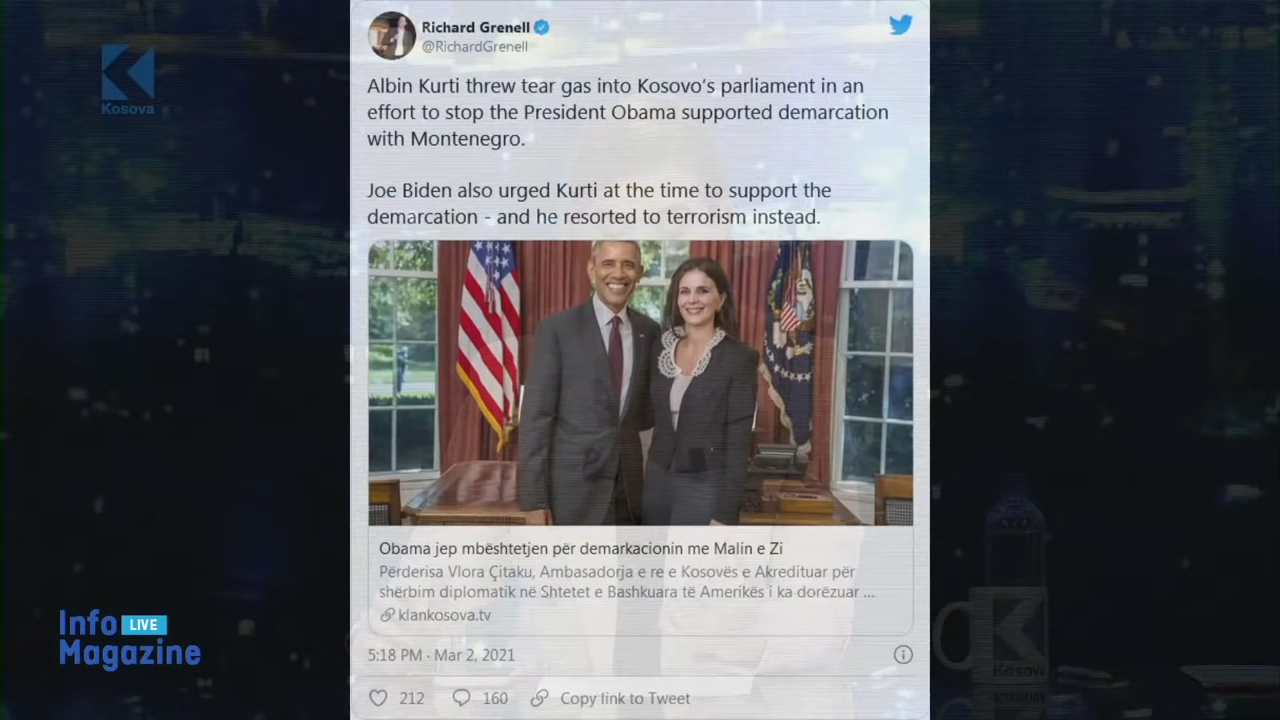 Richard Grenell
@RichardGrenell
Kosova
Albin Kurti threw tear gas into Kosovo's parliament in an
effort to stop the President Obama supported demarcation
with Montenegro.
Joe Biden also urged Kurti at the time to support the
demarcation - and he resorted to terrorism instead.
Obama jep mbështetjen për demarkacionin me Malin e Zi
Përderisa Vlora Çitaku, Ambasadorja e re e Kosovës e Akredituar për
shërbim diplomatik në Shtetet e Bashkuara të Amerikës i ka dorëzuar ...
klankosova.tv
Info LIVE
Magazine
5:18 PM · Mar 2, 2021
212 160 Copy link to Tweet
Kosova